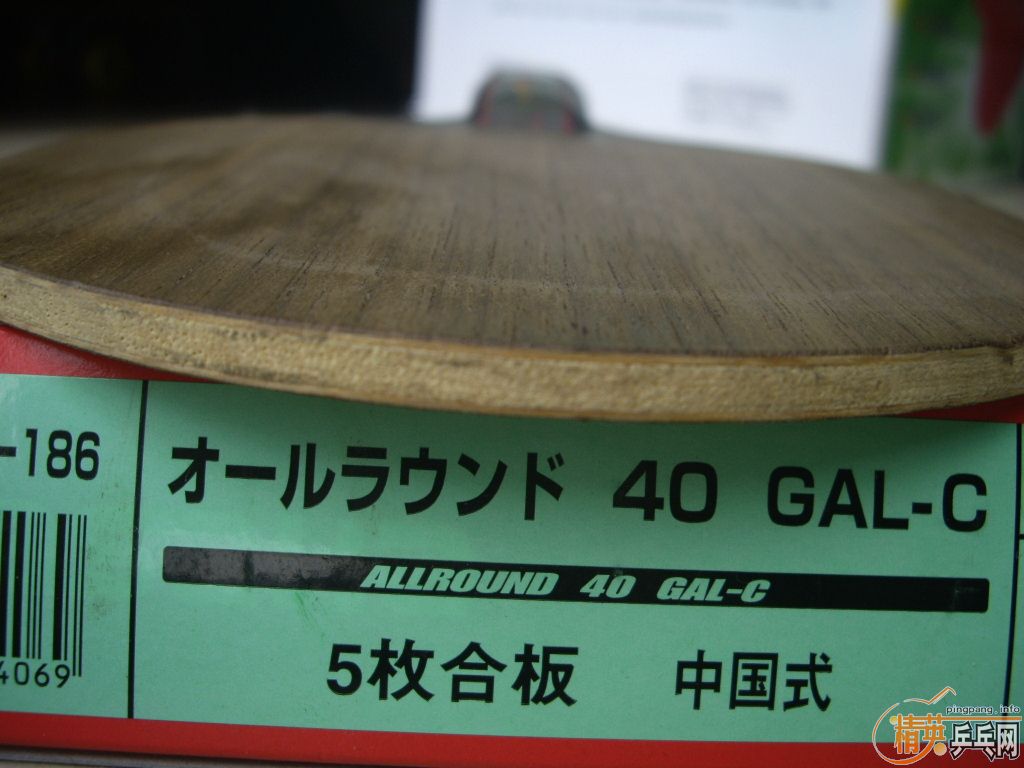 -186
オールラウンド 40 GAL-C
ALLROUND 40 GAL-C
5枚合板 中国式
4069
pingpang.info
精英乒乓网